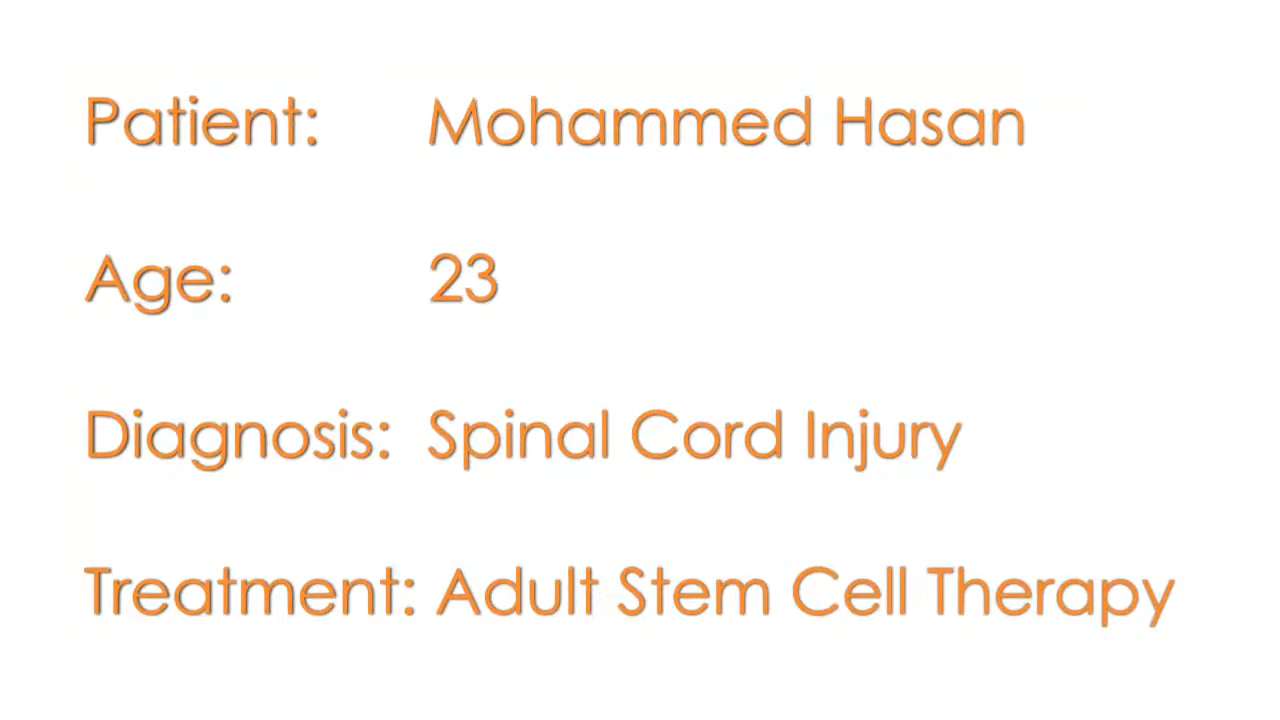 Patient: Mohammed Hasan
Age: 23
Diagnosis: Spinal Cord Injury
Treatment: Adult Stem Cell Therapy